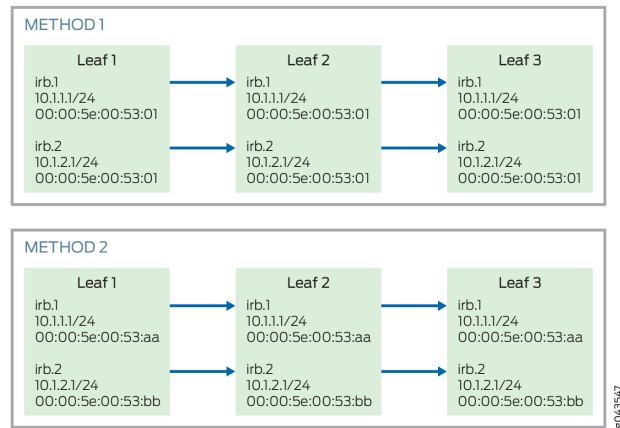 METHOD 1
Leaf 1
irb.1
10.1.1.1/24
00:00:5e:00:53:01
irb.2
10.1.2.1/24
00:00:5e:00:53:01
Leaf 2
irb.1
10.1.1.1/24
00:00:5e:00:53:01
irb.2
10.1.2.1/24
00:00:5e:00:53:01
Leaf 3
irb.1
10.1.1.1/24
00:00:5e:00:53:01
irb.2
10.1.2.1/24
00:00:5e:00:53:01
METHOD 2
Leaf 1
irb.1
10.1.1.1/24
00:00:5e:00:53:aa
irb.2
10.1.2.1/24
00:00:5e:00:53:bb
Leaf 2
irb.1
10.1.1.1/24
00:00:5e:00:53:aa
irb.2
10.1.2.1/24
00:00:5e:00:53:bb
Leaf 3
irb.1
10.1.1.1/24
00:00:5e:00:53:aa
irb.2
10.1.2.1/24
00:00:5e:00:53:bb
g043547